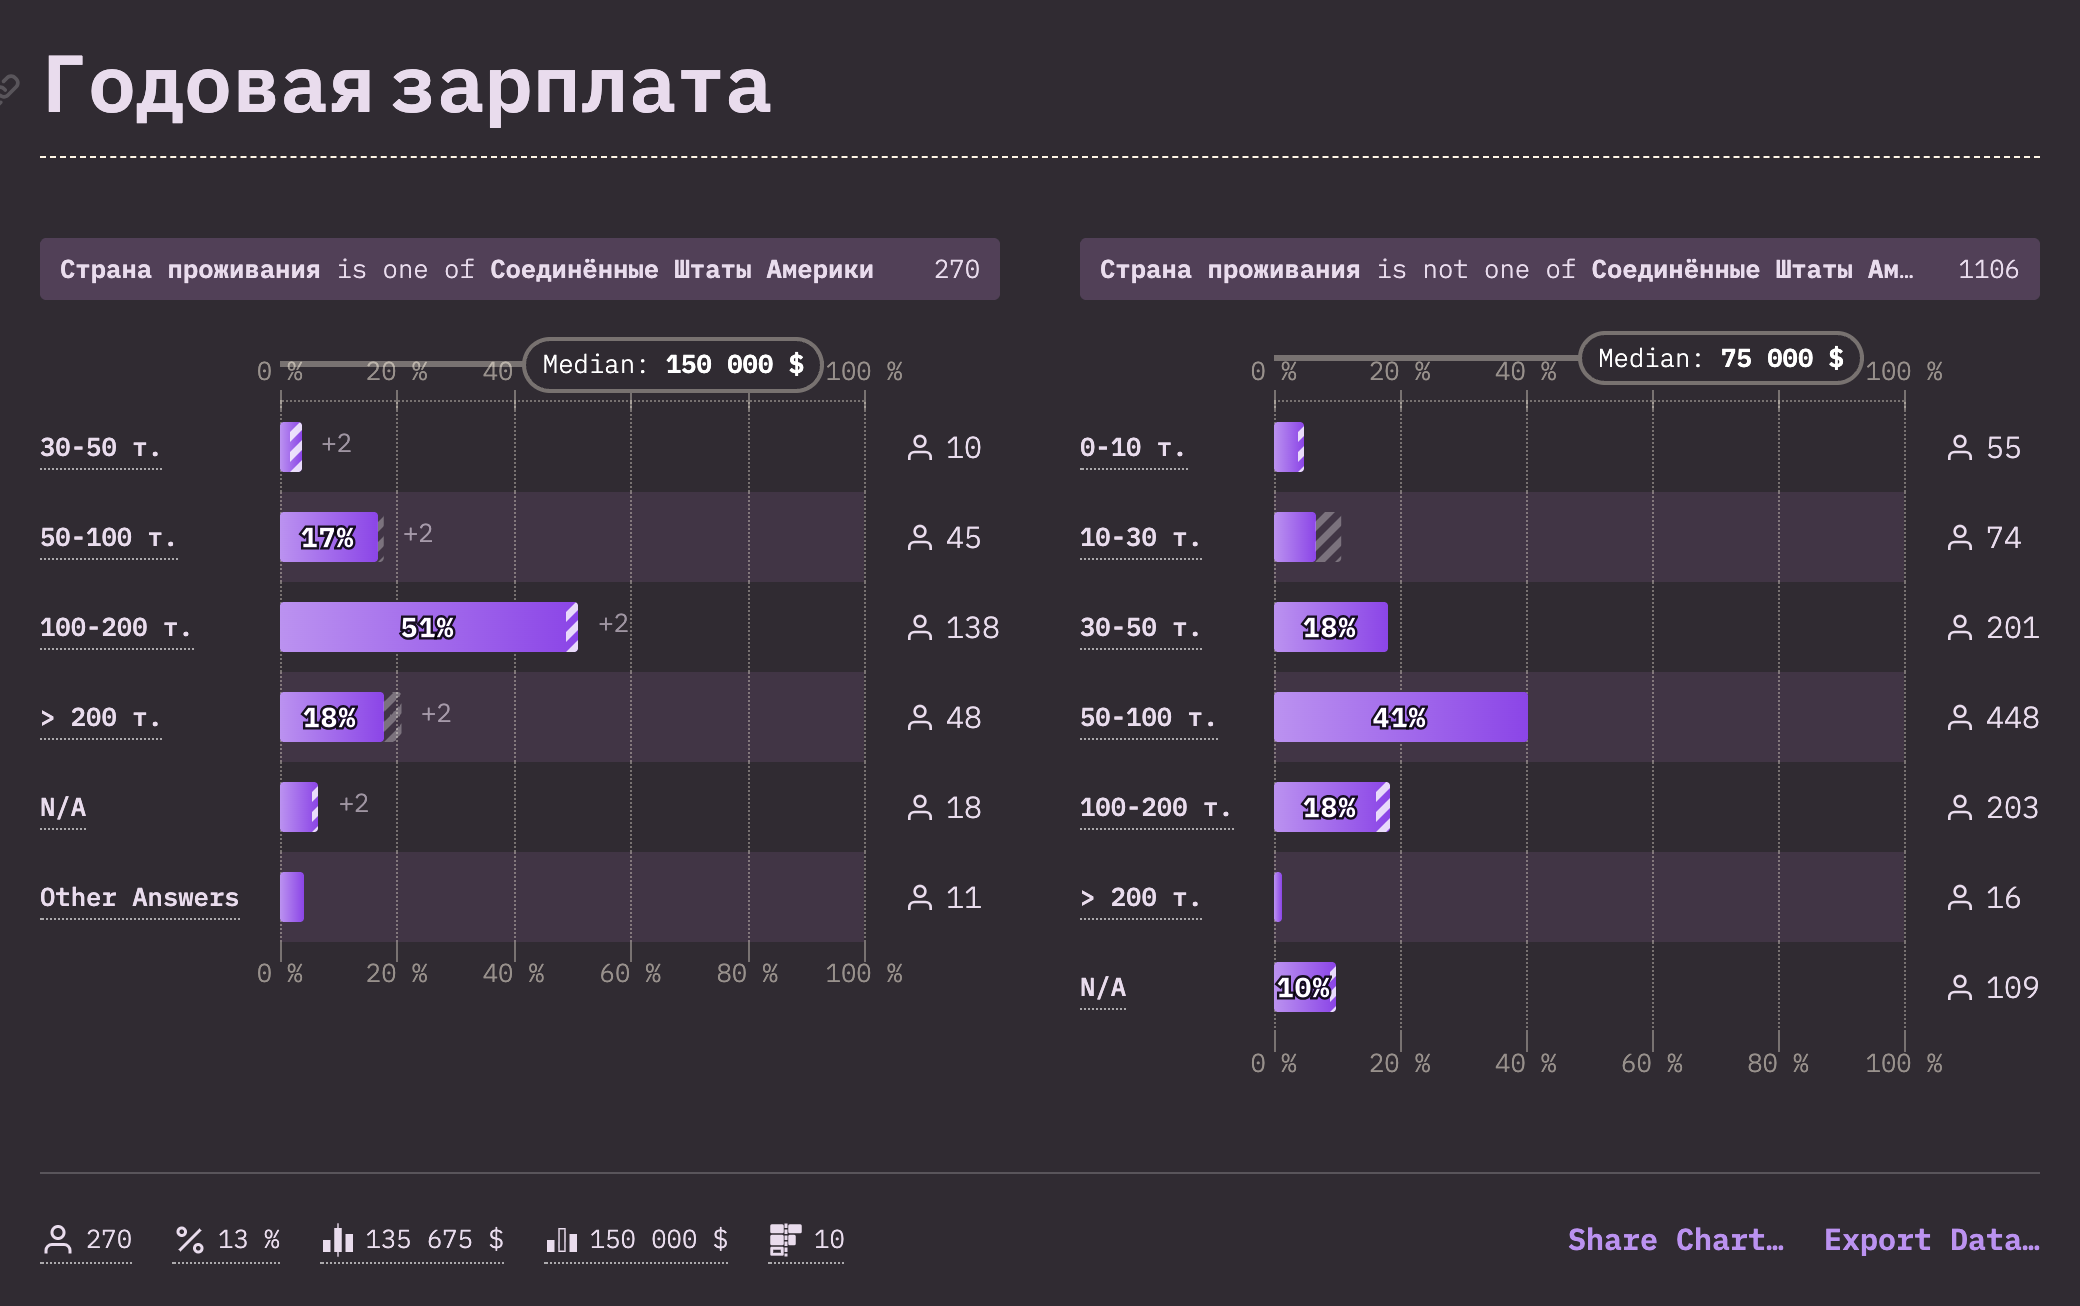 Годовая зарплата
Страна проживания is one of Соединённые Штаты Америки 270
Median: 150 000 $
0 % 20 % 40 100 %
30-50 т. +2 10
50-100 т. 17% +2 45
100-200 т. 51% +2 138
> 200 т. 18% +2 48
N/A +2 18
Other Answers 11
0 % 20 % 40 % 60 % 80 % 100 %
Страна проживания is not one of Соединённые Штаты Ам… 1106
Median: 75 000 $
0 % 20 % 40 % 100 %
0-10 т. 55
10-30 т. 74
30-50 т. 18% 201
50-100 т. 41% 448
100-200 т. 18% 203
> 200 т. 16
N/A 10% 109
0 % 20 % 40 % 60 % 80 % 100 %
270 13 % 135 675 $ 150 000 $ 10 Share Chart… Export Data…